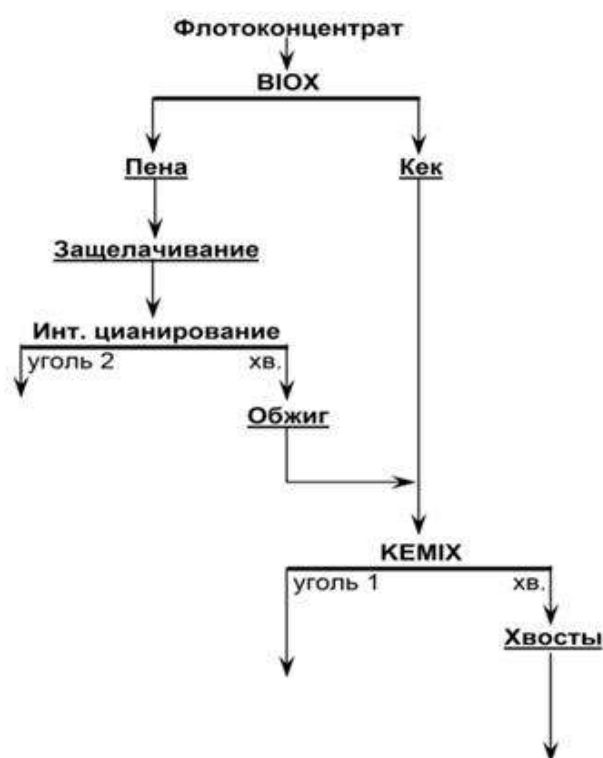 Флотоконцентрат
BIOX
Пена
Кек
Защелачивание
Инт. цианирование
уголь 2 хв.
Обжиг
KEMIX
уголь 1 хв.
Хвосты